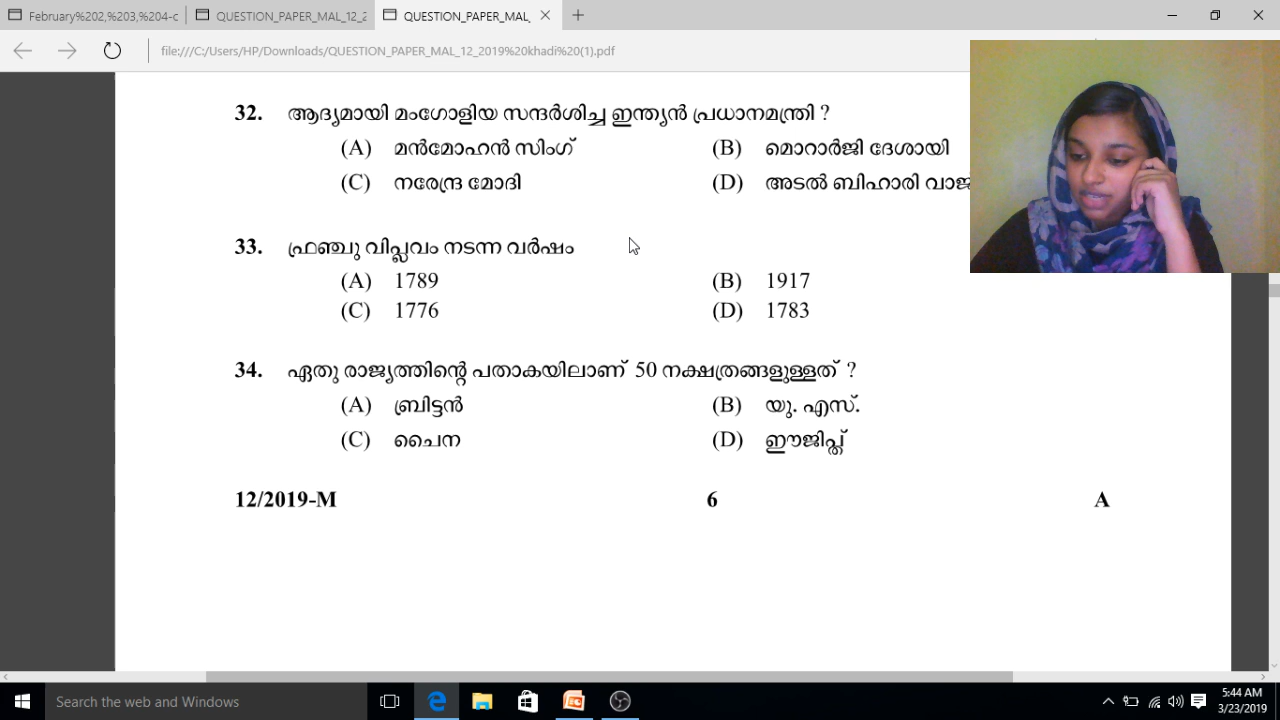 February%202,%203,%204-c QUESTION_PAPER_MAL_12_2 QUESTION_PAPER_MAL_
file:///C:/Users/HP/Downloads/QUESTION_PAPER_MAL_12_2019%20khadi%20(1).pdf
32. ആദ്യമായി മംഗോളിയ സന്ദർശിച്ച ഇന്ത്യൻ പ്രധാനമന്ത്രി ?
(A) മൻമോഹൻ സിംഗ് (B) മൊറാർജി ദേശായി
(C) നരേന്ദ്ര മോദി (D) അടൽ ബിഹാരി
33. ഫ്രഞ്ചു വിപ്ലവം നടന്ന വർഷം
(A) 1789 (B) 1917
(C) 1776 (D) 1783
34. ഏതു രാജ്യത്തിന്റെ പതാകയിലാണ് 50 നക്ഷത്രങ്ങളുള്ളത് ?
(A) ബ്രിട്ടൻ (B) യു. എസ്.
(C) ചൈന (D) ഈജിപ്ത്
12/2019-M 6 A
Search the web and Windows
5:44 AM
3/23/2019